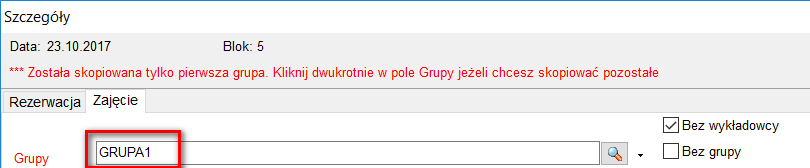 Szczegóły
Data: 23.10.2017 Blok: 5
*** Została skopiowana tylko pierwsza grupa. Kliknij dwukrotnie w pole Grupy jeżeli chcesz skopiować pozostałe
Rezerwacja Zajęcie
Bez wykładowcy
Grupy GRUPA1 Bez grupy